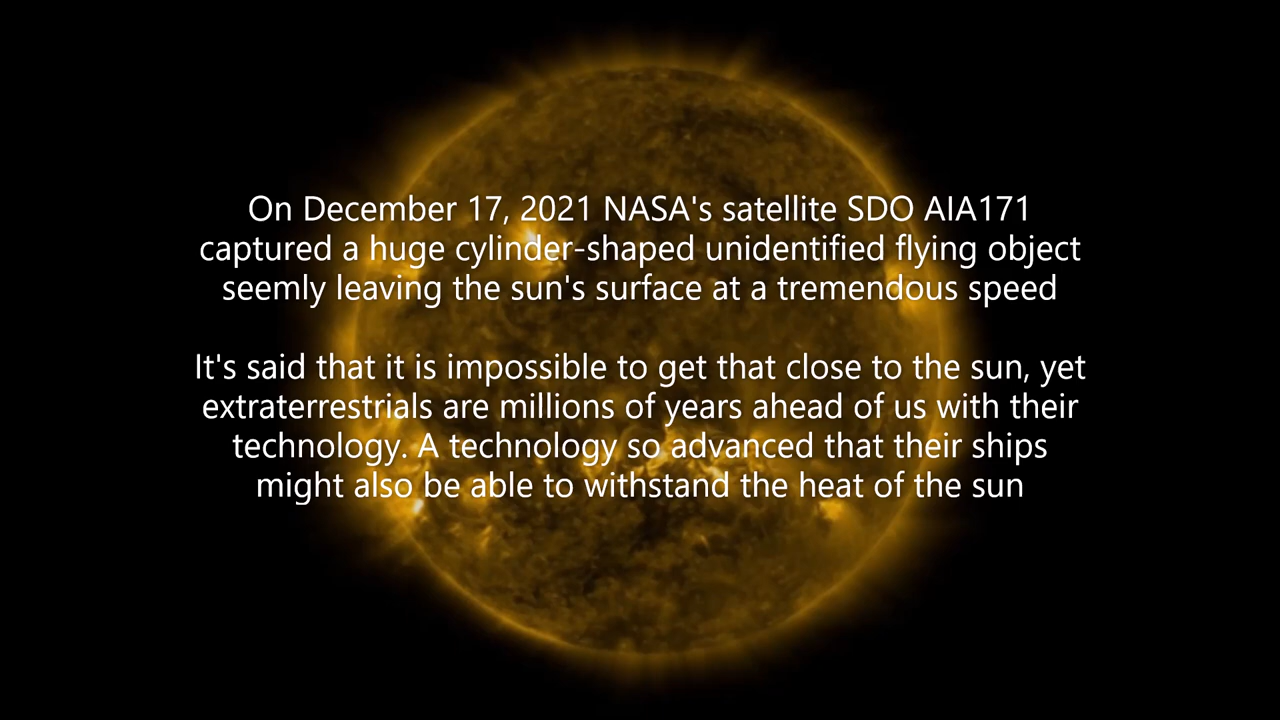 On December 17, 2021 NASA's satellite SDO AIA171
captured a huge cylinder-shaped unidentified flying object
seemly leaving the sun's surface at a tremendous speed
It's said that it is impossible to get that close to the sun, yet
extraterrestrials are millions of years ahead of us with their
technology. A technology so advanced that their ships
might also be able to withstand the heat of the sun